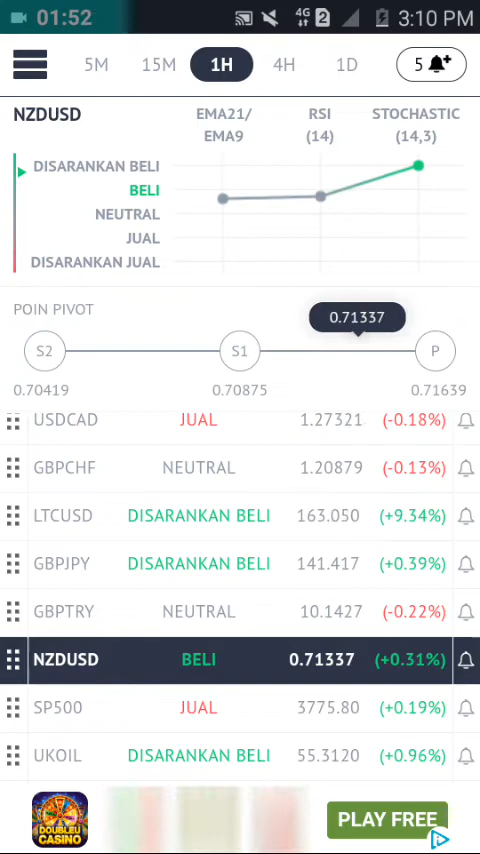 01:52 4G 2 3:10 PM
5M 15M 1H 4H 1D 5
NZDUSD EMA21/ RSI STOCHASTIC
EMA9 (14) (14,3)
DISARANKAN BELI
BELI
NEUTRAL
JUAL
DISARANKAN JUAL
POIN PIVOT
0.71337
S2 S1 P
0.70419 0.70875 0.71639
USDCAD JUAL 1.27321 (-0.18%)
GBPCHF NEUTRAL 1.20879 (-0.13%)
LTCUSD DISARANKAN BELI 163.050 (+9.34%)
GBPJPY DISARANKAN BELI 141.417 (+0.39%)
GBPTRY NEUTRAL 10.1427 (-0.22%)
NZDUSD BELI 0.71337 (+0.31%)
SP500 JUAL 3775.80 (+0.19%)
UKOIL DISARANKAN BELI 55.3120 (+0.96%)
DOUBLEU
CASINO
PLAY FREE